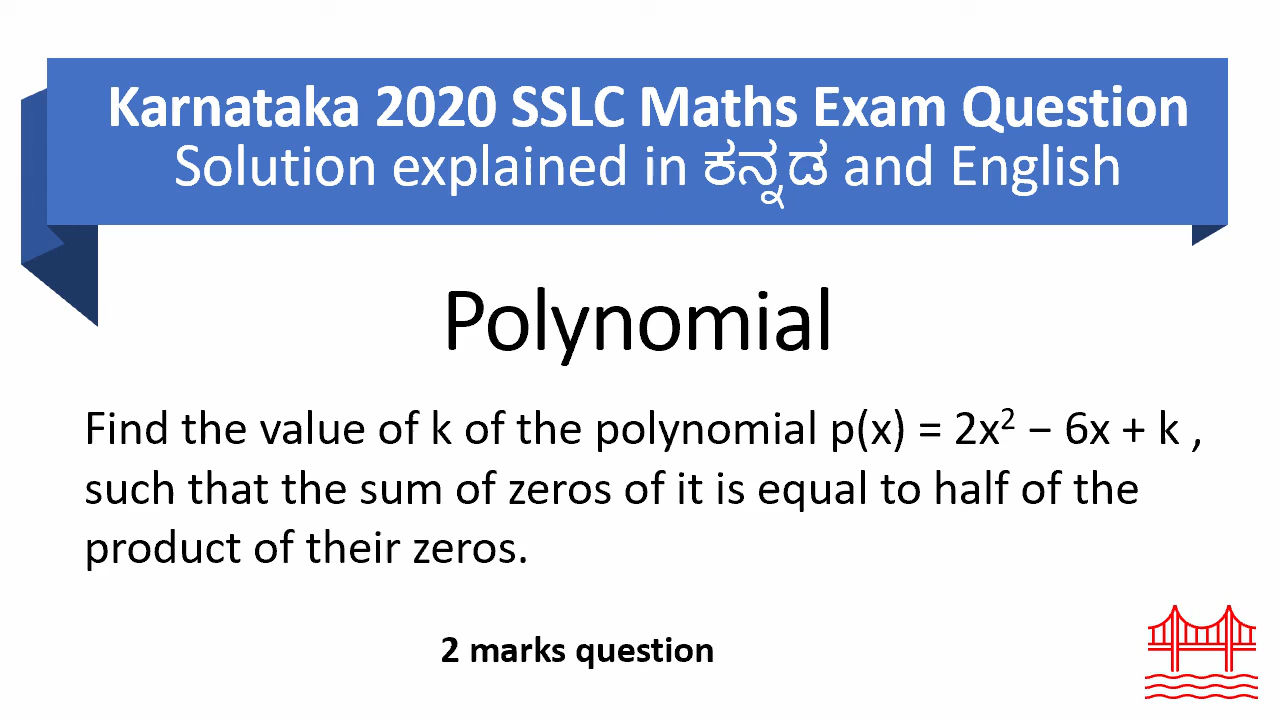 Karnataka 2020 SSLC Maths Exam Question
Solution explained in ಕನ್ನಡ and English
Polynomial
Find the value of k of the polynomial p(x) = 2x² − 6x + k ,
such that the sum of zeros of it is equal to half of the
product of their zeros.
2 marks question